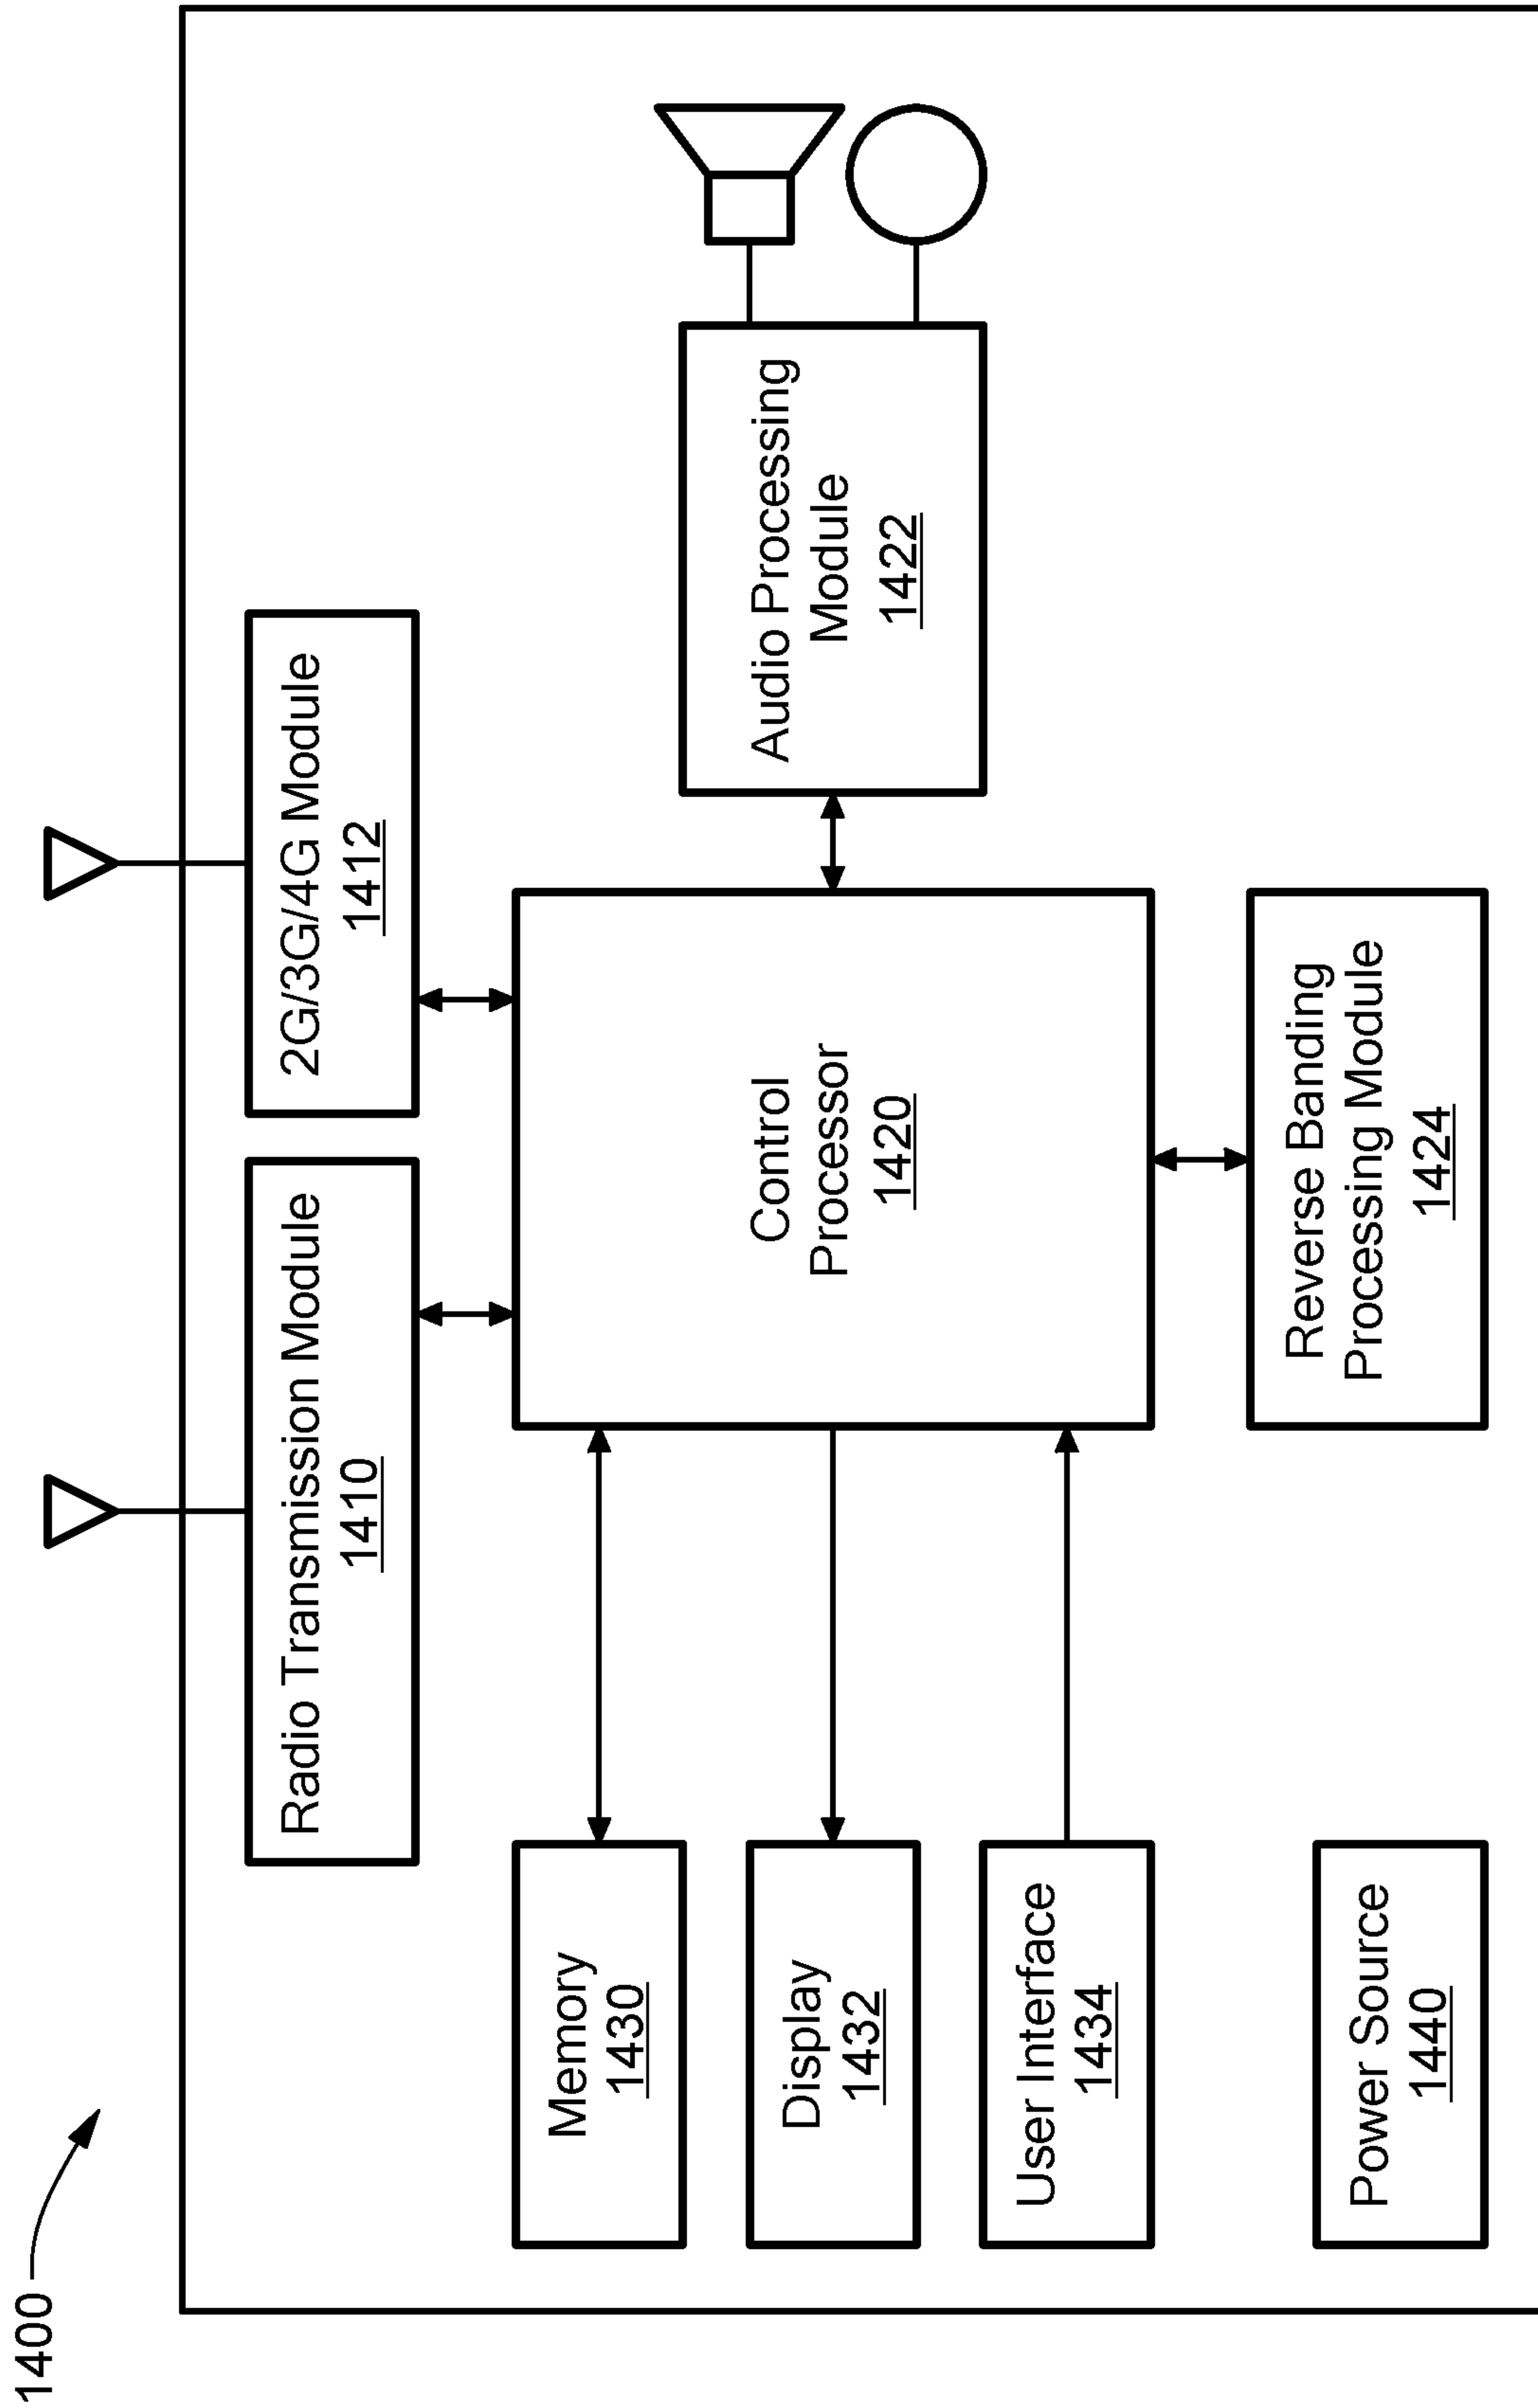 1400
Radio Transmission Module
1410
2G/3G/4G Module
1412
Memory
1430
Display
1432
User Interface
1434
Power Source
1440
Control
Processor
1420
Audio Processing
Module
1422
Reverse Banding
Processing Module
1424